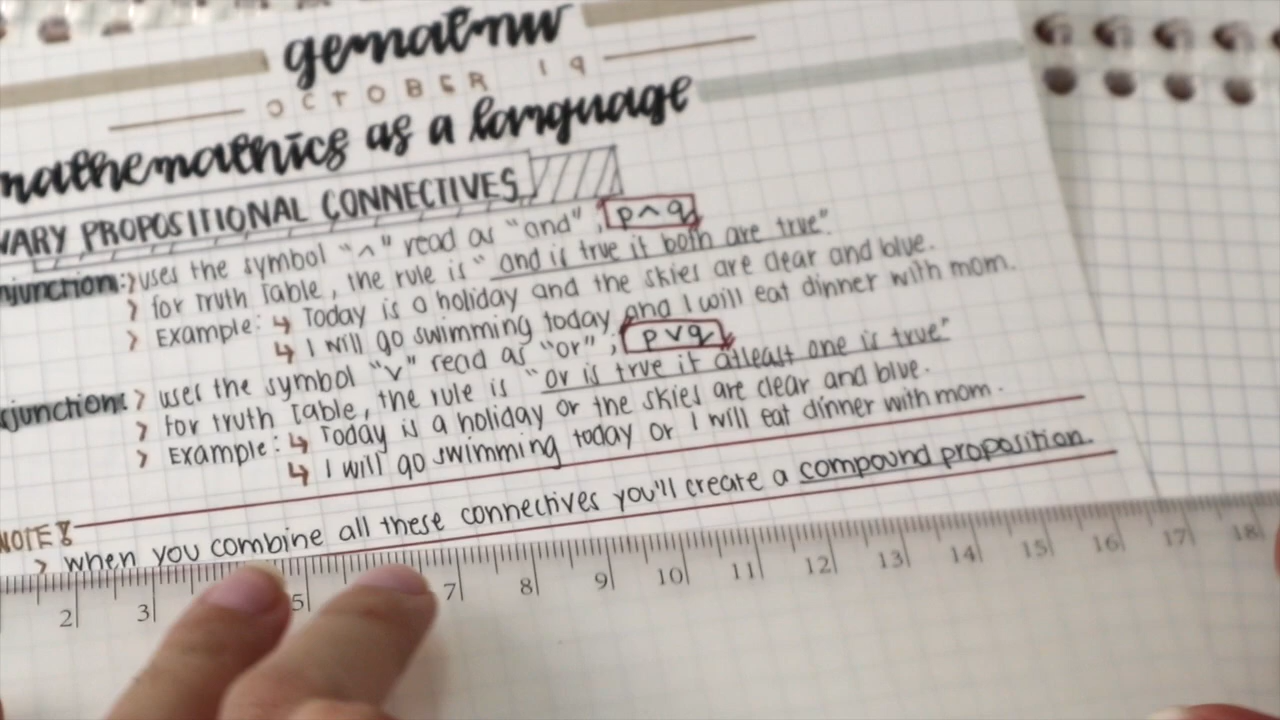 gematmw
OCTOBER 19
mathemathics as a language
NARY PROPOSITIONAL CONNECTIVES
njunction: > uses the symbol "^" read as "and" ; p ^ q
> for Truth Table, the rule is "and is true if both are true"
> Example: ↳ Today is a holiday and the skies are clear and blue.
↳ I will go swimming today and I will eat dinner with mom.
sjunction: > uses the symbol "v" read as "or" ; p v q
> for Truth Table, the rule is "or is true if atleast one is true"
> Example: ↳ Today is a holiday or the skies are clear and blue.
↳ I will go swimming today or I will eat dinner with mom.
NOTE:
> when you combine all these connectives you'll create a compound proposition.
2 3 5 7 8 9 10 11 12 13 14 15 16 17 18